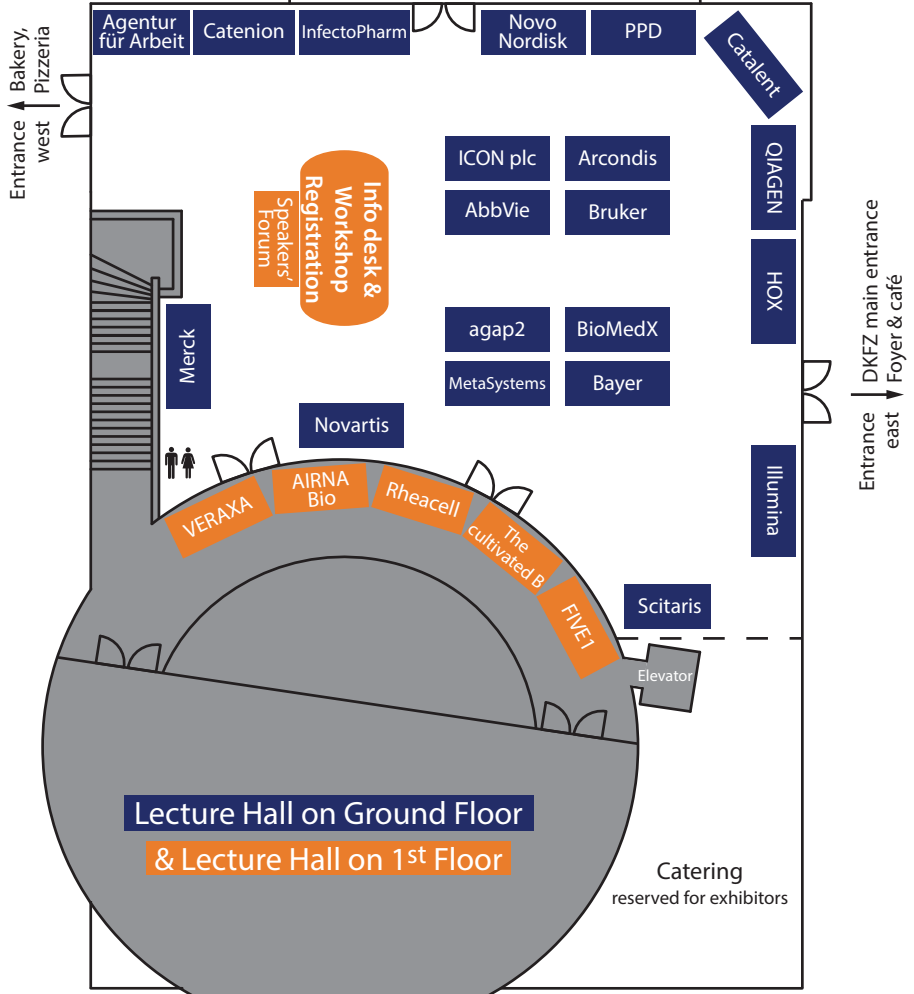 Agentur
für Arbeit
Catenion
InfectoPharm
Novo
Nordisk
PPD
Catalent
Bakery,
Pizzeria
Entrance
west
ICON plc
Arcondis
QIAGEN
AbbVie
Bruker
Info desk &
Workshop
Registration
Speakers’
Forum
HOX
DKFZ main entrance
Foyer & café
Entrance
east
Merck
agap2
BioMedX
MetaSystems
Bayer
Novartis
Illumina
VERAXA
AIRNA
Bio
Rheacell
The
cultivated B
FIVE1
Scitaris
Elevator
Lecture Hall on Ground Floor
& Lecture Hall on 1st Floor
Catering
reserved for exhibitors